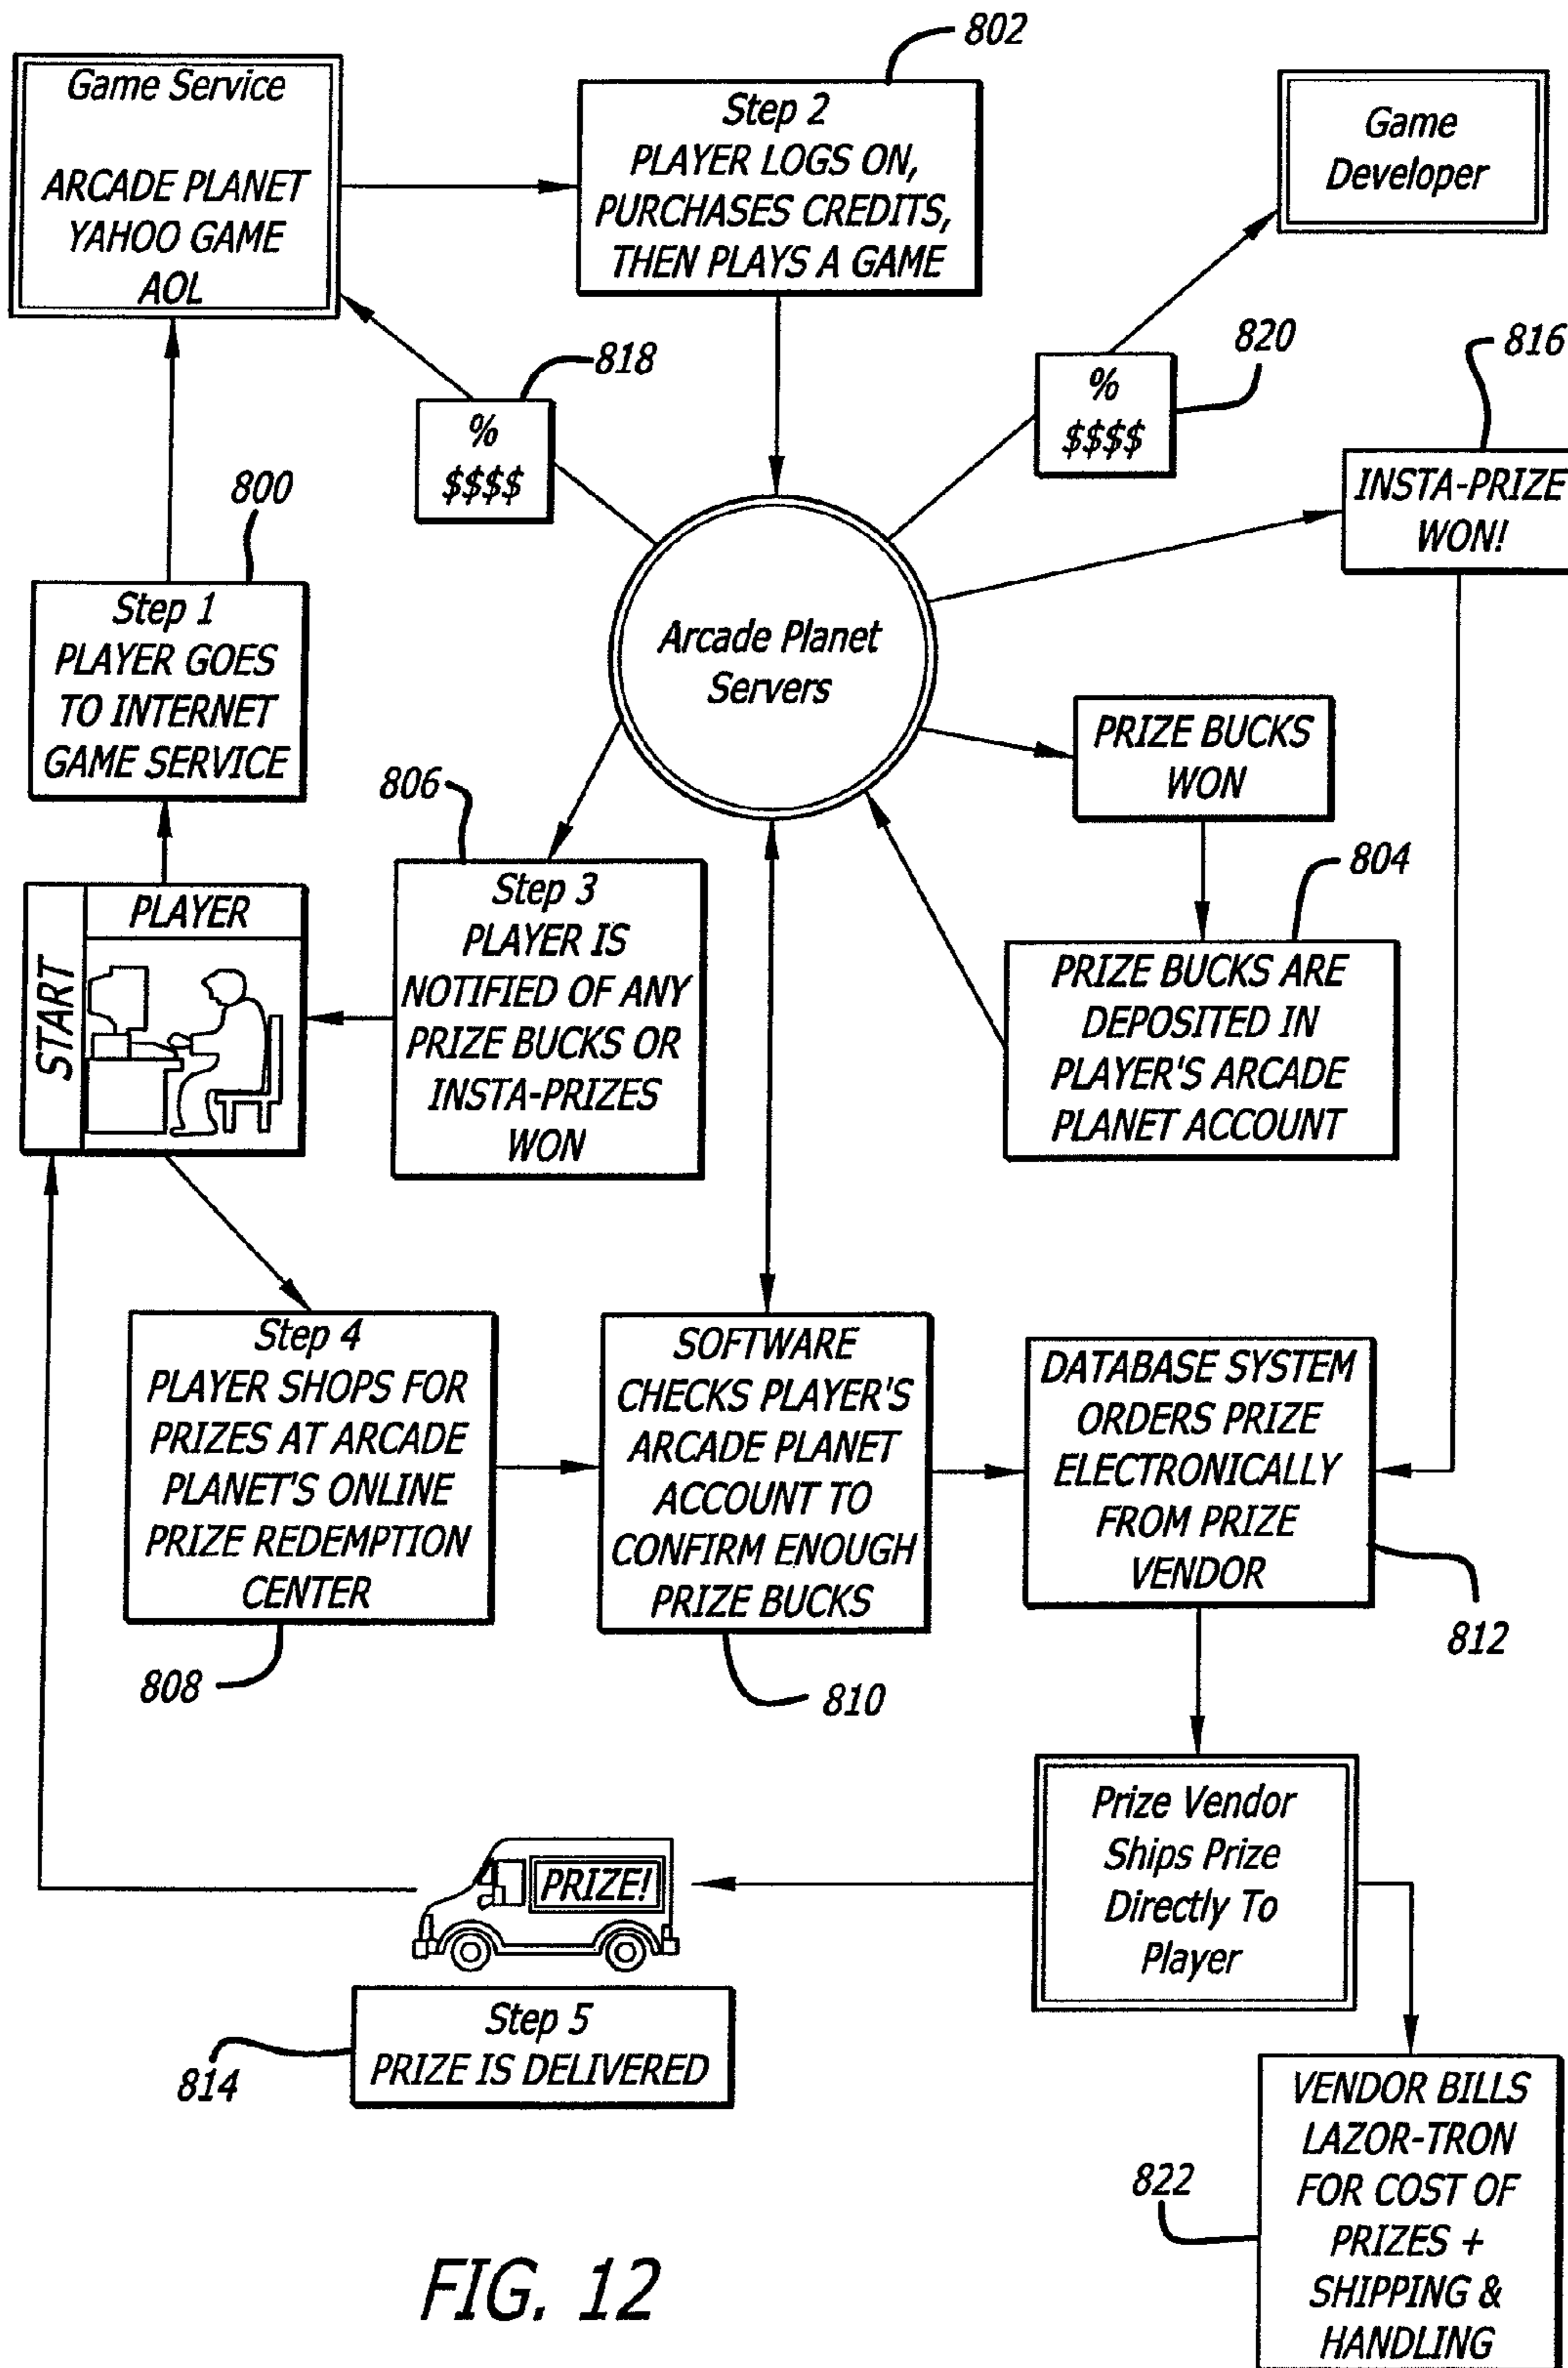 802
Game Service
ARCADE PLANET
YAHOO GAME
AOL
Step 2
PLAYER LOGS ON,
PURCHASES CREDITS,
THEN PLAYS A GAME
Game
Developer
818
%
$$$$
820
%
$$$$
816
INSTA-PRIZE
WON!
800
Step 1
PLAYER GOES
TO INTERNET
GAME SERVICE
Arcade Planet
Servers
PRIZE BUCKS
WON
806
804
Step 3
PLAYER IS
NOTIFIED OF ANY
PRIZE BUCKS OR
INSTA-PRIZES
WON
START
PLAYER
PRIZE BUCKS ARE
DEPOSITED IN
PLAYER'S ARCADE
PLANET ACCOUNT
Step 4
PLAYER SHOPS FOR
PRIZES AT ARCADE
PLANET'S ONLINE
PRIZE REDEMPTION
CENTER
808
SOFTWARE
CHECKS PLAYER'S
ARCADE PLANET
ACCOUNT TO
CONFIRM ENOUGH
PRIZE BUCKS
810
DATABASE SYSTEM
ORDERS PRIZE
ELECTRONICALLY
FROM PRIZE
VENDOR
812
PRIZE!
Prize Vendor
Ships Prize
Directly To
Player
Step 5
PRIZE IS DELIVERED
814
822
VENDOR BILLS
LAZOR-TRON
FOR COST OF
PRIZES +
SHIPPING &
HANDLING
FIG. 12